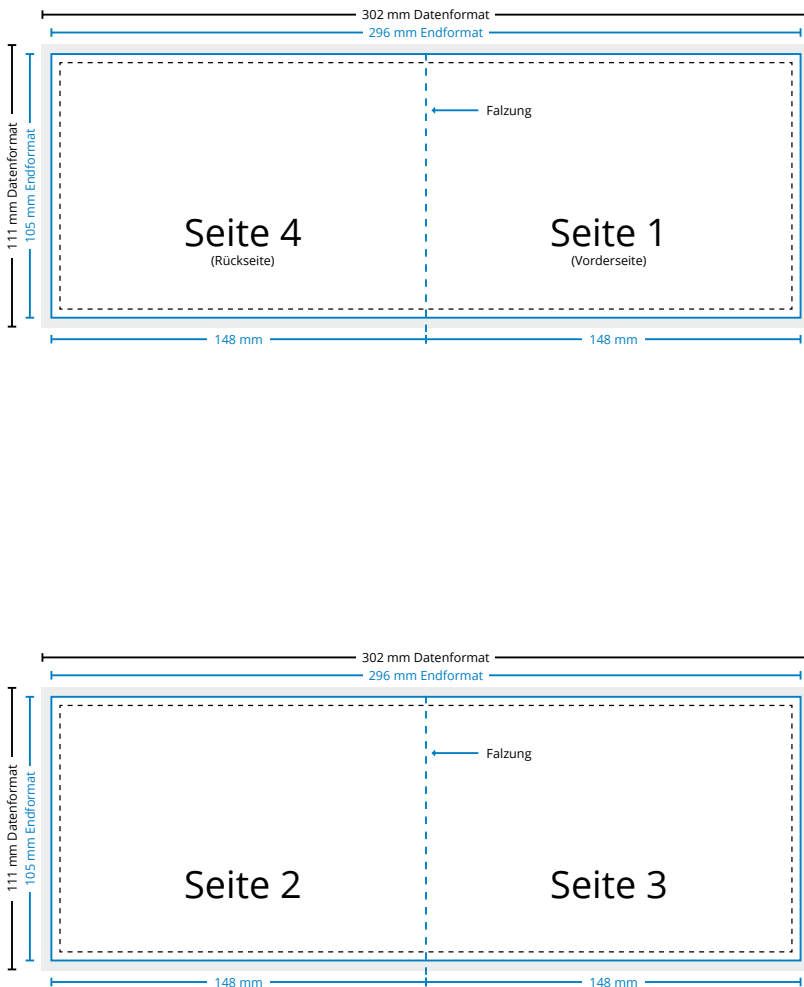 302 mm Datenformat
296 mm Endformat
111 mm Datenformat
105 mm Endformat
Falzung
Seite 4
(Rückseite)
Seite 1
(Vorderseite)
148 mm
148 mm
302 mm Datenformat
296 mm Endformat
111 mm Datenformat
105 mm Endformat
Falzung
Seite 2
Seite 3
148 mm
148 mm